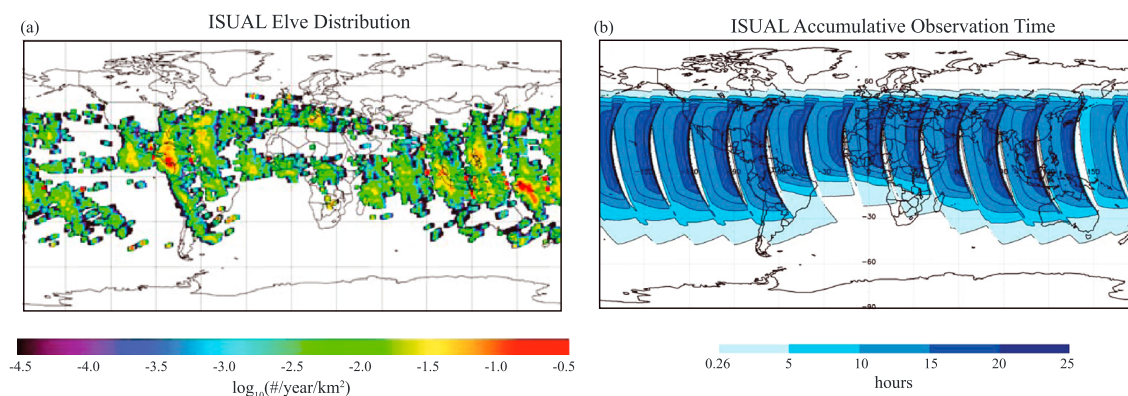 (a) ISUAL Elve Distribution
-4.5 -4.0 -3.5 -3.0 -2.5 -2.0 -1.5 -1.0 -0.5
log10(#/year/km2)
(b) ISUAL Accumulative Observation Time
60
-30
-60
-90
0.26 5 10 15 20 25
hours